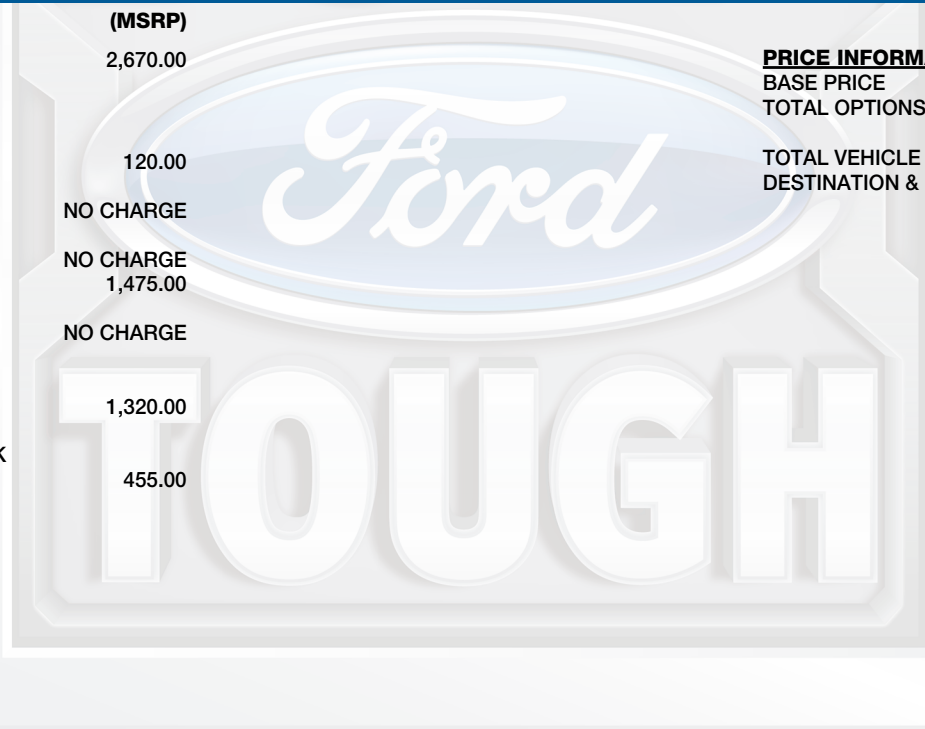 (MSRP)
2,670.00
120.00
NO CHARGE
NO CHARGE
1,475.00
NO CHARGE
1,320.00
K
455.00
PRICE INFORMA
BASE PRICE
TOTAL OPTIONS
TOTAL VEHICLE
DESTINATION &
Ford
TOUGH